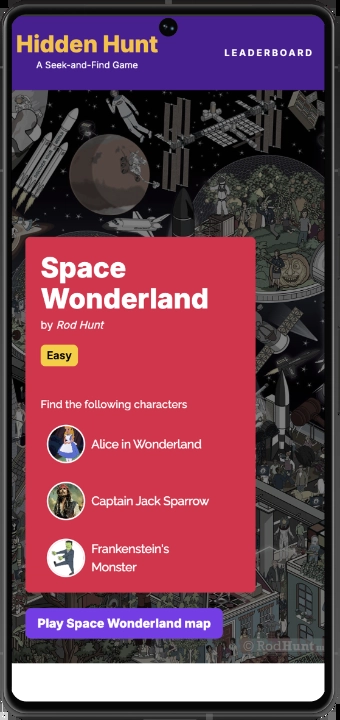 Hidden Hunt
A Seek-and-Find Game
LEADERBOARD
Space
Wonderland
by Rod Hunt
Easy
Find the following characters
Alice in Wonderland
Captain Jack Sparrow
Frankenstein's
Monster
Play Space Wonderland map
© RodHunt